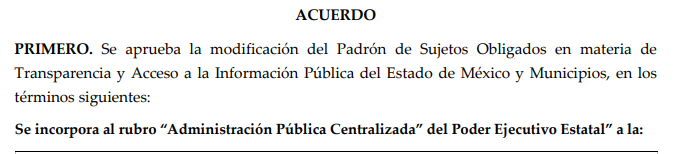 ACUERDO
PRIMERO. Se aprueba la modificación del Padrón de Sujetos Obligados en materia de
Transparencia y Acceso a la Información Pública del Estado de México y Municipios, en los
términos siguientes:
Se incorpora al rubro “Administración Pública Centralizada” del Poder Ejecutivo Estatal” a la: